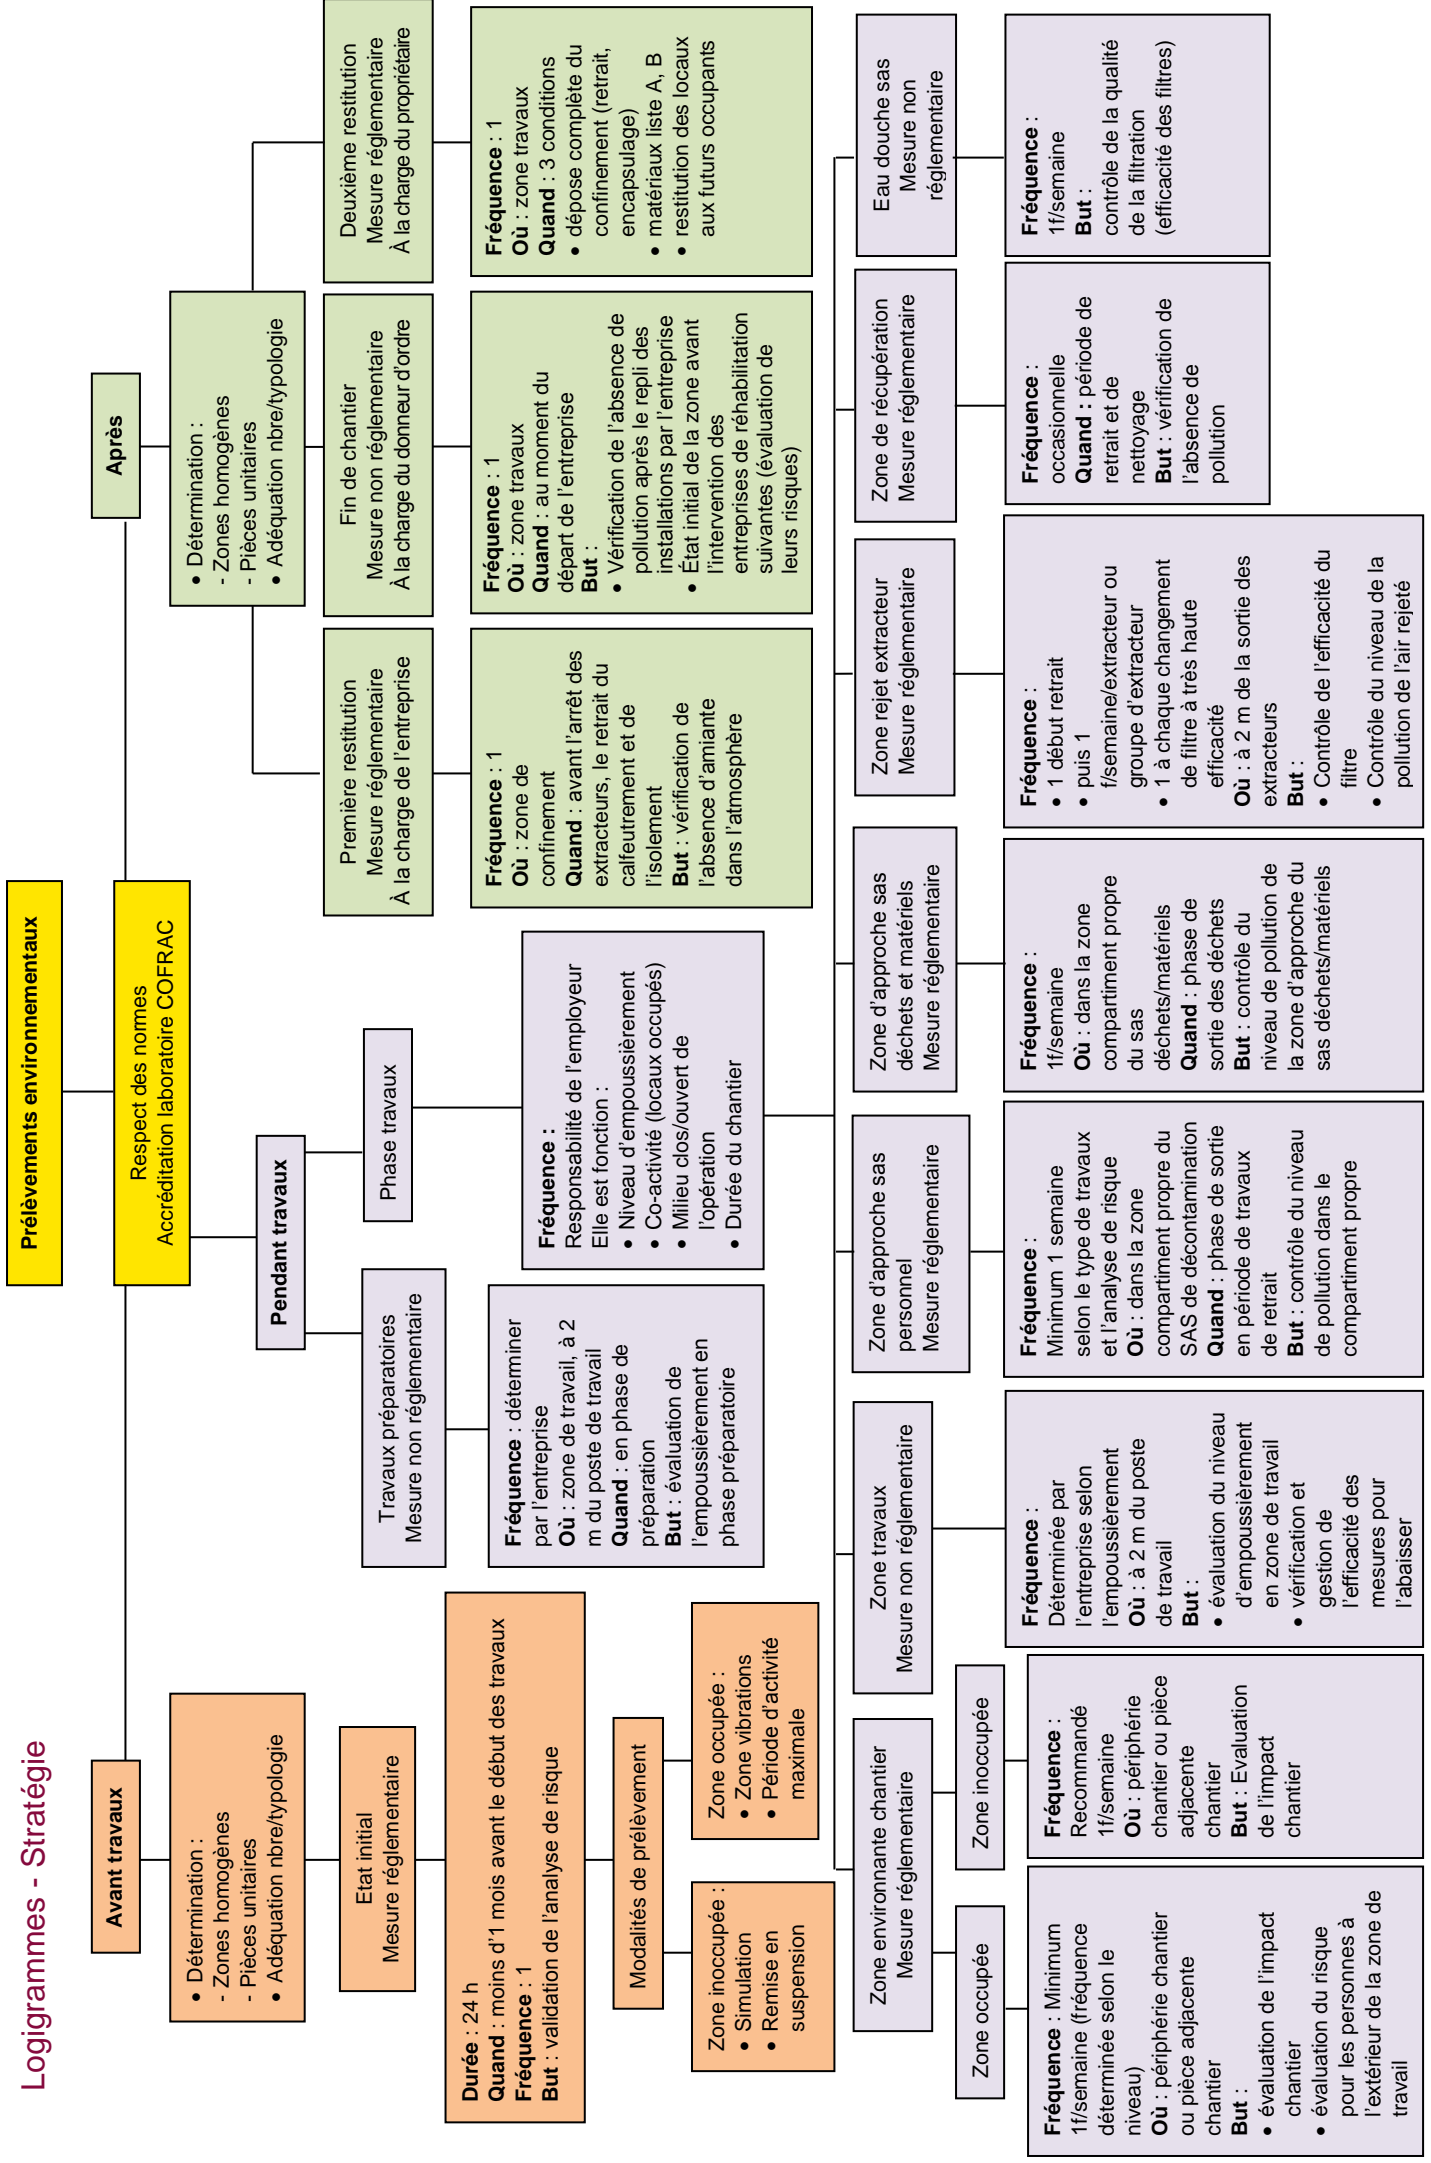 Logigrammes - Stratégie
Prélèvements environnementaux
Respect des normes
Accréditation laboratoire COFRAC
Avant travaux
• Détermination :
- Zones homogènes
- Pièces unitaires
• Adéquation nbre/typologie
Etat initial
Mesure réglementaire
Durée : 24 h
Quand : moins d'1 mois avant le début des travaux
Fréquence : 1
But : validation de l'analyse de risque
Modalités de prélèvement
Zone inoccupée :
• Simulation
• Remise en
suspension
Zone occupée :
• Zone vibrations
• Période d'activité
maximale
Pendant travaux
Travaux préparatoires
Mesure non réglementaire
Fréquence : déterminer
par l'entreprise
Où : zone de travail, à 2
m du poste de travail
Quand : en phase de
préparation
But : évaluation de
l'empoussièrement en
phase préparatoire
Phase travaux
Fréquence :
Responsabilité de l'employeur
Elle est fonction :
• Niveau d'empoussièrement
• Co-activité (locaux occupés)
• Milieu clos/ouvert de
l'opération
• Durée du chantier
Zone environnante chantier
Mesure réglementaire
Zone occupée
Fréquence : Minimum
1f/semaine (fréquence
déterminée selon le
niveau)
Où : périphérie chantier
ou pièce adjacente
chantier
But :
• évaluation de l'impact
chantier
• évaluation du risque
pour les personnes à
l'extérieur de la zone de
travail
Zone inoccupée
Fréquence :
Recommandé
1f/semaine
Où : périphérie
chantier ou pièce
adjacente
chantier
But : Evaluation
de l'impact
chantier
Zone travaux
Mesure non réglementaire
Fréquence :
Déterminée par
l'entreprise selon
l'empoussièrement
Où : à 2 m du poste
de travail
But :
• évaluation du niveau
d'empoussièrement
en zone de travail
• vérification et
gestion de
l'efficacité des
mesures pour
l'abaisser
Zone d'approche sas
personnel
Mesure réglementaire
Fréquence :
Minimum 1 semaine
selon le type de travaux
et l'analyse de risque
Où : dans la zone
compartiment propre du
SAS de décontamination
Quand : phase de sortie
en période de travaux
de retrait
But : contrôle du niveau
de pollution dans le
compartiment propre
Zone d'approche sas
déchets et matériels
Mesure réglementaire
Fréquence :
1f/semaine
Où : dans la zone
compartiment propre
du sas
déchets/matériels
Quand : phase de
sortie des déchets
But : contrôle du
niveau de pollution de
la zone d'approche du
sas déchets/matériels
Zone rejet extracteur
Mesure réglementaire
Fréquence :
• 1 début retrait
• puis 1
f/semaine/extracteur ou
groupe d'extracteur
• 1 à chaque changement
de filtre à très haute
efficacité
Où : à 2 m de la sortie des
extracteurs
But :
• Contrôle de l'efficacité du
filtre
• Contrôle du niveau de la
pollution de l'air rejeté
Zone de récupération
Mesure réglementaire
Fréquence :
occasionnelle
Quand : période de
retrait et de
nettoyage
But : vérification de
l'absence de
pollution
Eau douche sas
Mesure non
réglementaire
Fréquence :
1f/semaine
But :
contrôle de la qualité
de la filtration
(efficacité des filtres)
Après
• Détermination :
- Zones homogènes
- Pièces unitaires
• Adéquation nbre/typologie
Première restitution
Mesure réglementaire
À la charge de l'entreprise
Fréquence : 1
Où : zone de
confinement
Quand : avant l'arrêt des
extracteurs, le retrait du
calfeutrement et de
l'isolement
But : vérification de
l'absence d'amiante
dans l'atmosphère
Fin de chantier
Mesure non réglementaire
À la charge du donneur d'ordre
Fréquence : 1
Où : zone travaux
Quand : au moment du
départ de l'entreprise
But :
• Vérification de l'absence de
pollution après le repli des
installations par l'entreprise
• État initial de la zone avant
l'intervention des
entreprises de réhabilitation
suivantes (évaluation de
leurs risques)
Deuxième restitution
Mesure réglementaire
À la charge du propriétaire
Fréquence : 1
Où : zone travaux
Quand : 3 conditions
• dépose complète du
confinement (retrait,
encapsulage)
• matériaux liste A, B
• restitution des locaux
aux futurs occupants